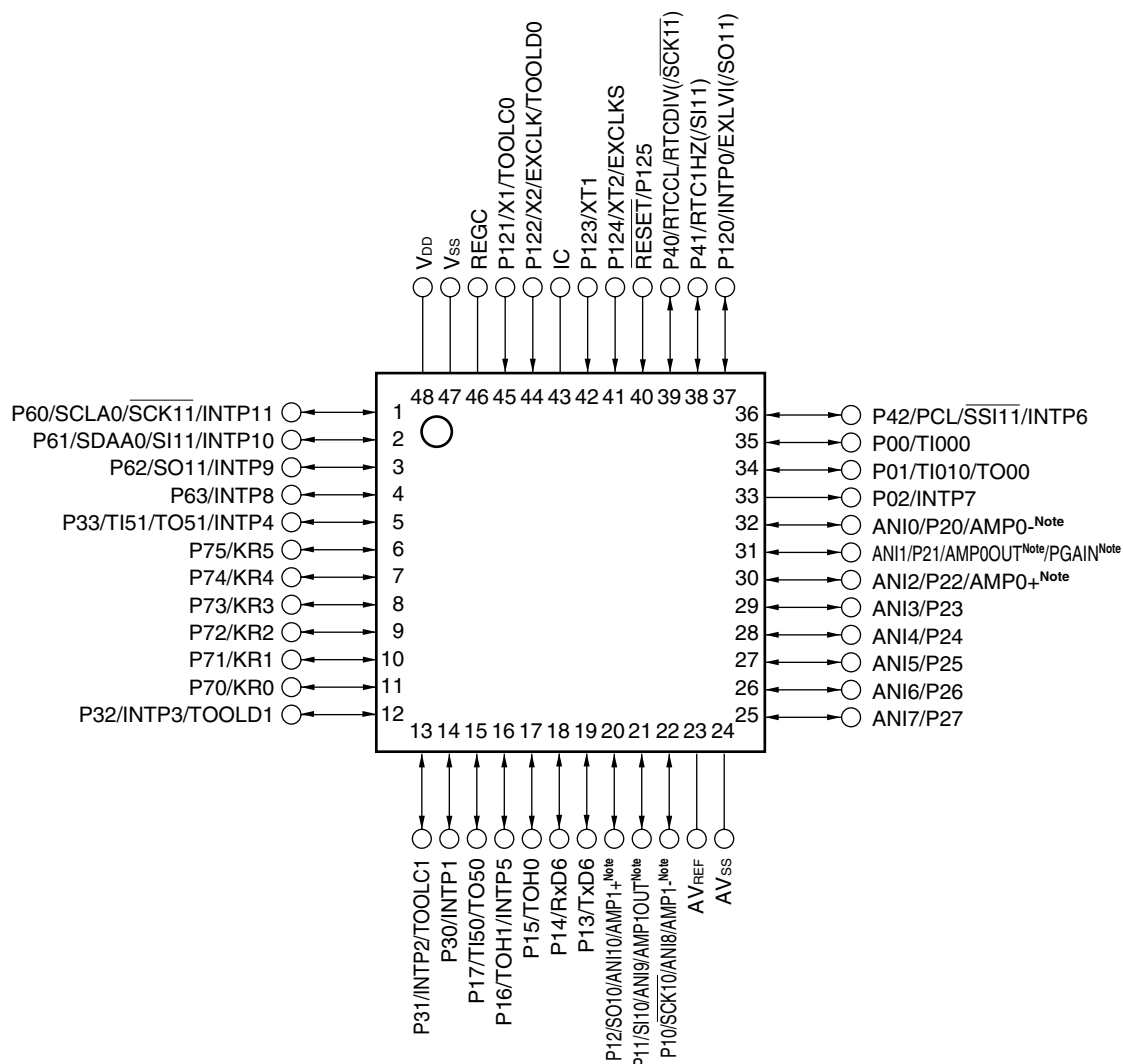 VDD
VSS
REGC
P121/X1/TOOLC0
P122/X2/EXCLK/TOOLD0
IC
P123/XT1
P124/XT2/EXCLKS
RESET/P125
P40/RTCCL/RTCDIV(/SCK11)
P41/RTC1HZ(/SI11)
P120/INTP0/EXLVI(/SO11)
48 47 46 45 44 43 42 41 40 39 38 37
P60/SCLA0/SCK11/INTP11 1
P61/SDAA0/SI11/INTP10 2
P62/SO11/INTP9 3
P63/INTP8 4
P33/TI51/TO51/INTP4 5
P75/KR5 6
P74/KR4 7
P73/KR3 8
P72/KR2 9
P71/KR1 10
P70/KR0 11
P32/INTP3/TOOLD1 12
36 P42/PCL/SSI11/INTP6
35 P00/TI000
34 P01/TI010/TO00
33 P02/INTP7
32 ANI0/P20/AMP0-Note
31 ANI1/P21/AMP0OUTNote/PGAINNote
30 ANI2/P22/AMP0+Note
29 ANI3/P23
28 ANI4/P24
27 ANI5/P25
26 ANI6/P26
25 ANI7/P27
13 14 15 16 17 18 19 20 21 22 23 24
P31/INTP2/TOOLC1
P30/INTP1
P17/TI50/TO50
P16/TOH1/INTP5
P15/TOH0
P14/RxD6
P13/TxD6
P12/SO10/ANI10/AMP1+Note
P11/SI10/ANI9/AMP1OUTNote
P10/SCK10/ANI8/AMP1-Note
AVREF
AVSS